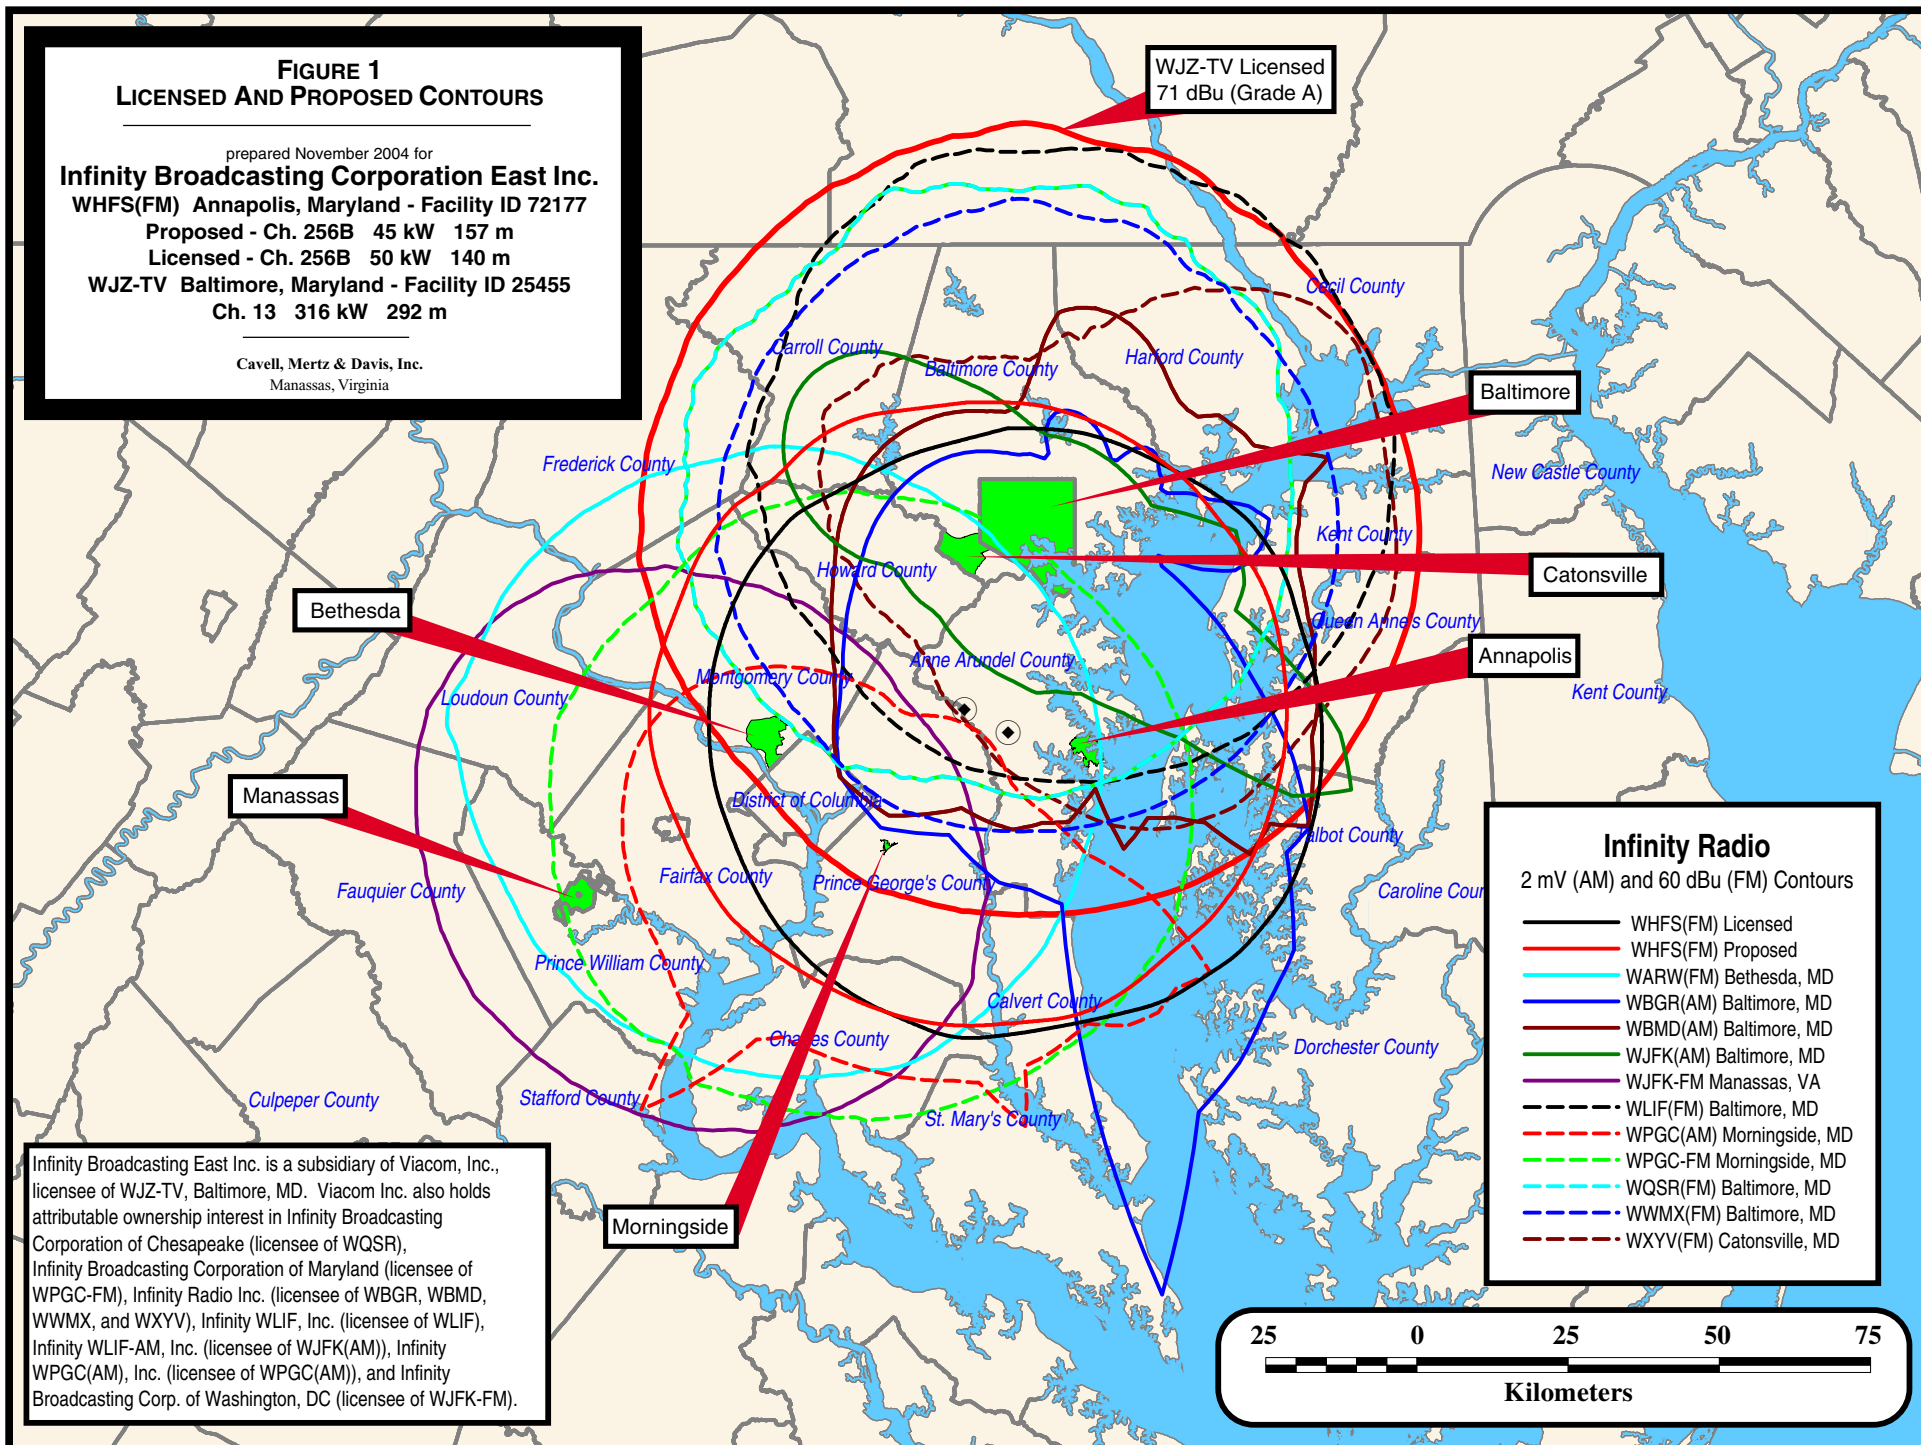 FIGURE 1
LICENSED AND PROPOSED CONTOURS
prepared November 2004 for
Infinity Broadcasting Corporation East Inc.
WHFS(FM) Annapolis, Maryland - Facility ID 72177
Proposed - Ch. 256B 45 kW 157 m
Licensed - Ch. 256B 50 kW 140 m
WJZ-TV Baltimore, Maryland - Facility ID 25455
Ch. 13 316 kW 292 m
Cavell, Mertz & Davis, Inc.
Manassas, Virginia
WJZ-TV Licensed
71 dBu (Grade A)
Cecil County
Carroll County
Baltimore County
Harford County
Baltimore
Frederick County
New Castle County
Kent County
Howard County
Catonsville
Bethesda
Queen Anne's County
Annapolis
Anne Arundel County
Montgomery County
Loudoun County
Kent County
Manassas
District of Columbia
Talbot County
Fairfax County
Prince George's County
Fauquier County
Caroline Coun
Prince William County
Calvert County
Charles County
Dorchester County
Culpeper County
Stafford County
St. Mary's County
Morningside
Infinity Radio
2 mV (AM) and 60 dBu (FM) Contours
WHFS(FM) Licensed
WHFS(FM) Proposed
WARW(FM) Bethesda, MD
WBGR(AM) Baltimore, MD
WBMD(AM) Baltimore, MD
WJFK(AM) Baltimore, MD
WJFK-FM Manassas, VA
WLIF(FM) Baltimore, MD
WPGC(AM) Morningside, MD
WPGC-FM Morningside, MD
WQSR(FM) Baltimore, MD
WWMX(FM) Baltimore, MD
WXYV(FM) Catonsville, MD
Infinity Broadcasting East Inc. is a subsidiary of Viacom, Inc.,
licensee of WJZ-TV, Baltimore, MD. Viacom Inc. also holds
attributable ownership interest in Infinity Broadcasting
Corporation of Chesapeake (licensee of WQSR),
Infinity Broadcasting Corporation of Maryland (licensee of
WPGC-FM), Infinity Radio Inc. (licensee of WBGR, WBMD,
WWMX, and WXYV), Infinity WLIF, Inc. (licensee of WLIF),
Infinity WLIF-AM, Inc. (licensee of WJFK(AM)), Infinity
WPGC(AM), Inc. (licensee of WPGC(AM)), and Infinity
Broadcasting Corp. of Washington, DC (licensee of WJFK-FM).
25 0 25 50 75
Kilometers